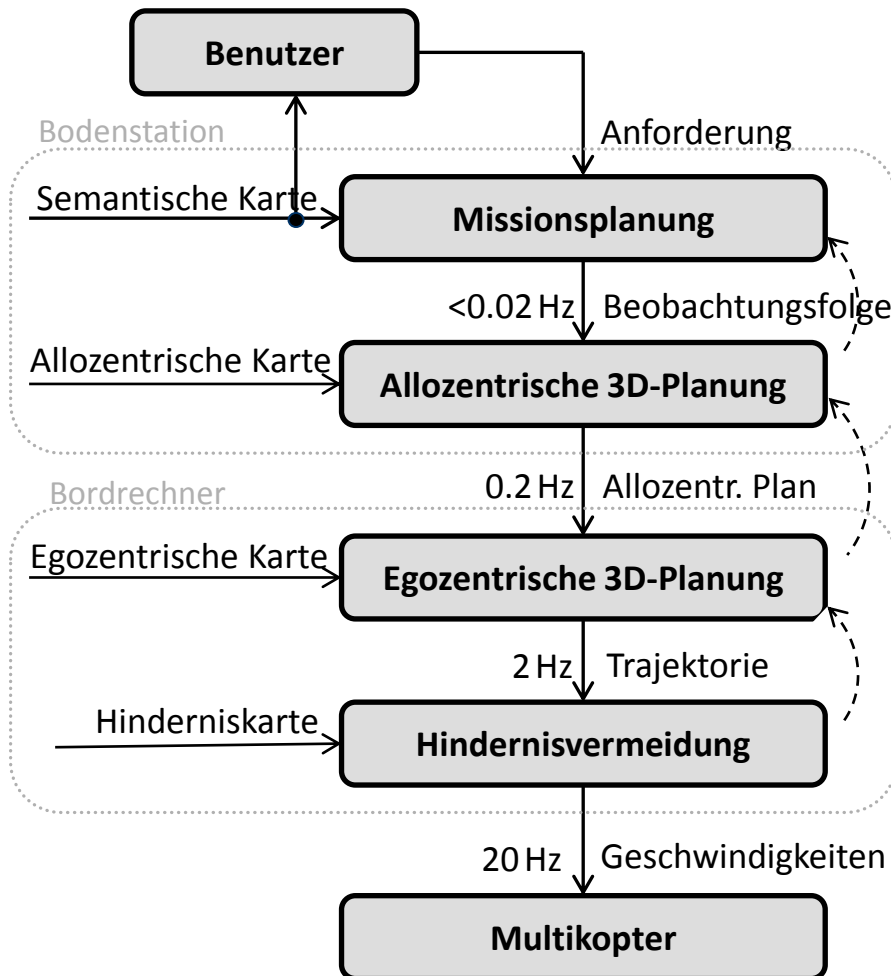 Benutzer
Bodenstation
Anforderung
Semantische Karte
Missionsplanung
<0.02 Hz Beobachtungsfolge
Allozentrische Karte
Allozentrische 3D-Planung
Bordrechner
0.2 Hz Allozentr. Plan
Egozentrische Karte
Egozentrische 3D-Planung
2 Hz Trajektorie
Hinderniskarte
Hindernisvermeidung
20 Hz Geschwindigkeiten
Multikopter